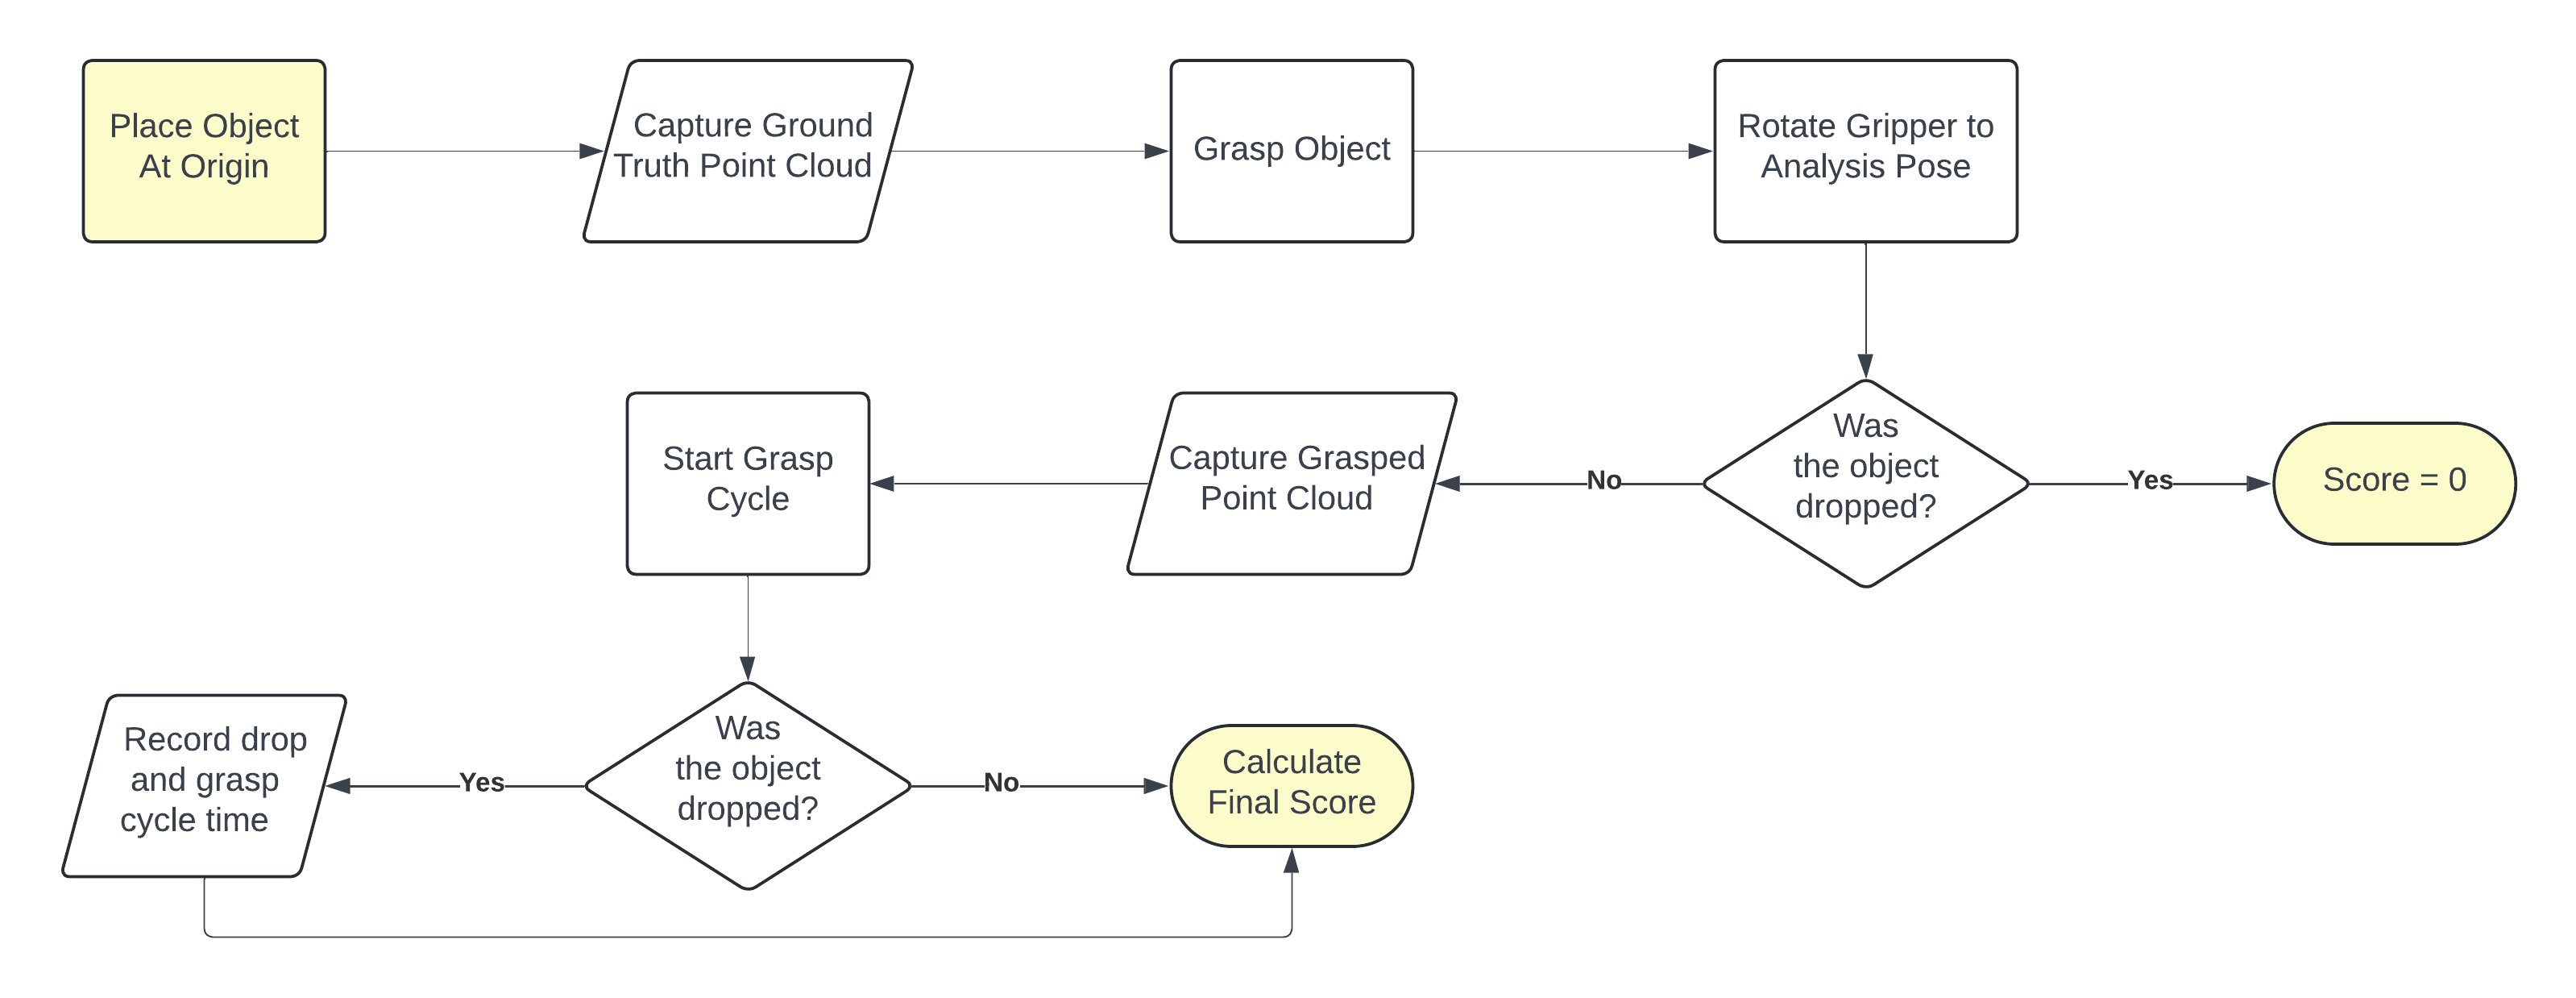 Place Object
At Origin
Capture Ground
Truth Point Cloud
Grasp Object
Rotate Gripper to
Analysis Pose
Was
the object
dropped?
Yes
Score = 0
No
Capture Grasped
Point Cloud
Start Grasp
Cycle
Was
the object
dropped?
Yes
Record drop
and grasp
cycle time
No
Calculate
Final Score